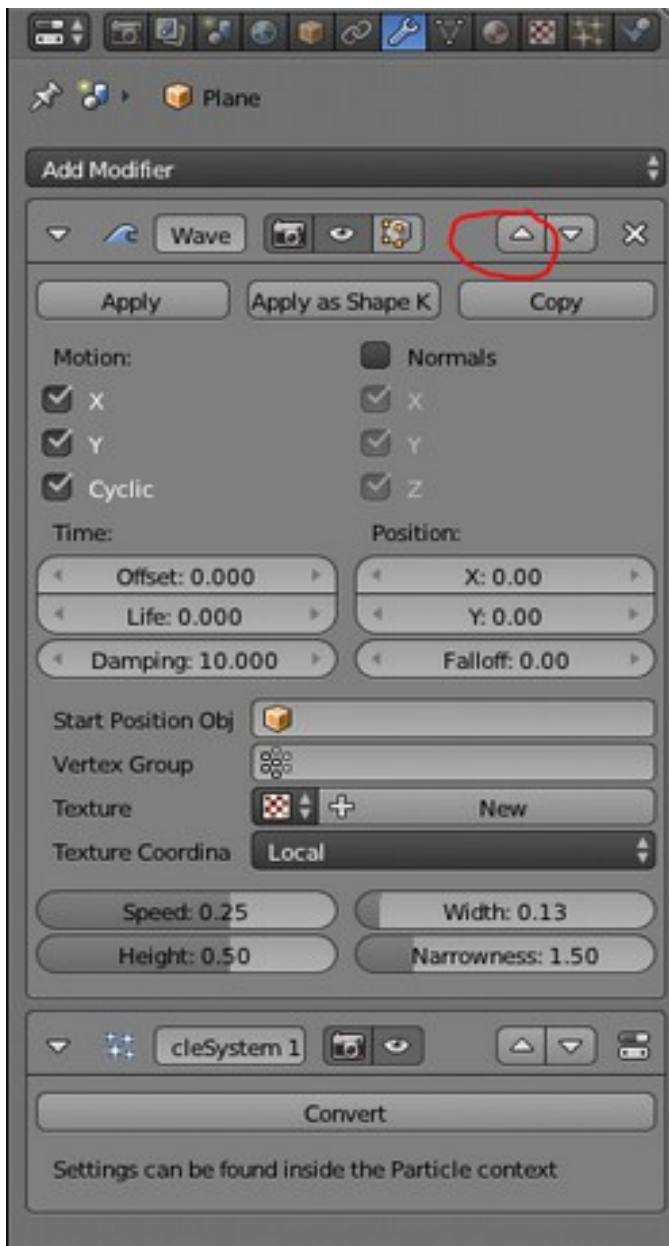 Plane
Add Modifier
Wave
Apply Apply as Shape K Copy
Motion: Normals
X X
Y Y
Cyclic Z
Time: Position:
Offset: 0.000 X: 0.00
Life: 0.000 Y: 0.00
Damping: 10.000 Falloff: 0.00
Start Position Obj
Vertex Group
Texture New
Texture Coordina Local
Speed: 0.25 Width: 0.13
Height: 0.50 Narrowness: 1.50
cleSystem 1
Convert
Settings can be found inside the Particle context